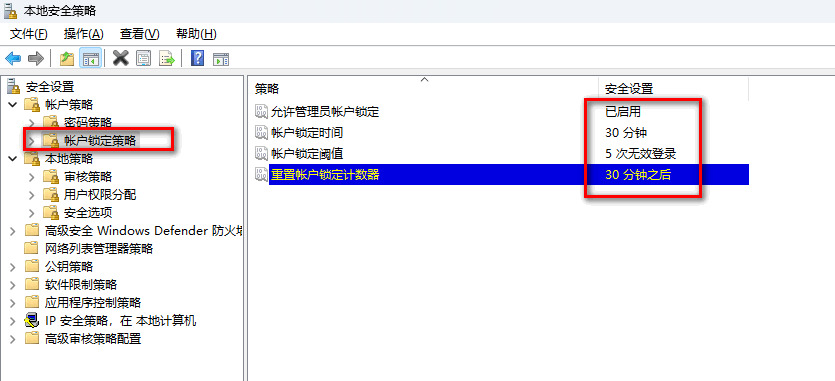 本地安全策略
文件(F) 操作(A) 查看(V) 帮助(H)
安全设置
帐户策略
密码策略
帐户锁定策略
本地策略
审核策略
用户权限分配
安全选项
高级安全 Windows Defender 防火墙
网络列表管理器策略
公钥策略
软件限制策略
应用程序控制策略
IP 安全策略，在 本地计算机
高级审核策略配置
策略 安全设置
允许管理员帐户锁定 已启用
帐户锁定时间 30 分钟
帐户锁定阈值 5 次无效登录
重置帐户锁定计数器 30 分钟之后